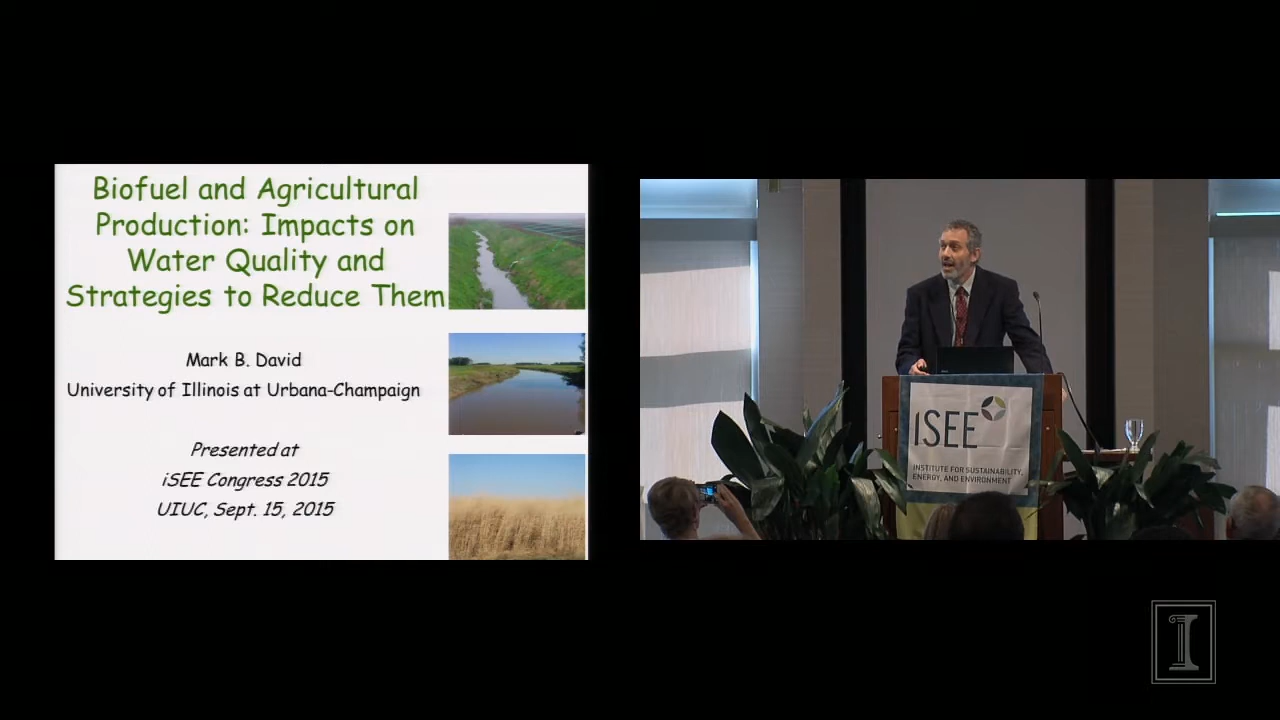 Biofuel and Agricultural
Production: Impacts on
Water Quality and
Strategies to Reduce Them
Mark B. David
University of Illinois at Urbana-Champaign
Presented at
iSEE Congress 2015
UIUC, Sept. 15, 2015
iSEE
INSTITUTE FOR SUSTAINABILITY,
ENERGY, AND ENVIRONMENT
I